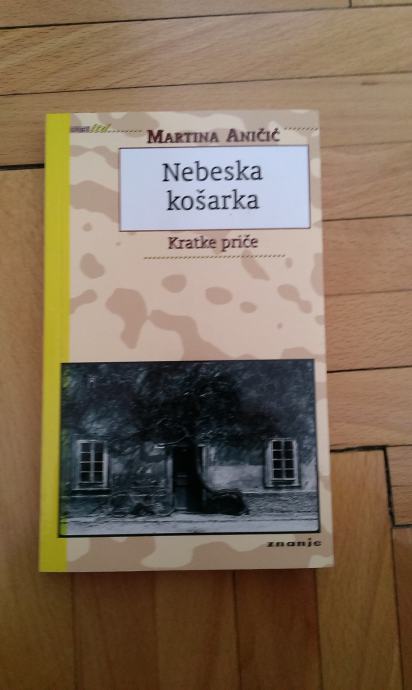 MARTINA ANIČIĆ
Nebeska
košarka
Kratke priče
znanje